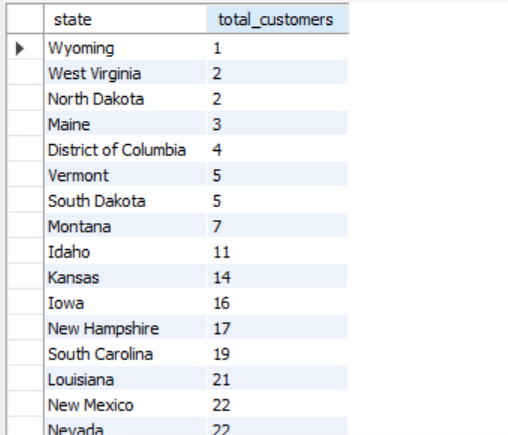 state total_customers
Wyoming 1
West Virginia 2
North Dakota 2
Maine 3
District of Columbia 4
Vermont 5
South Dakota 5
Montana 7
Idaho 11
Kansas 14
Iowa 16
New Hampshire 17
South Carolina 19
Louisiana 21
New Mexico 22
Nevada 22